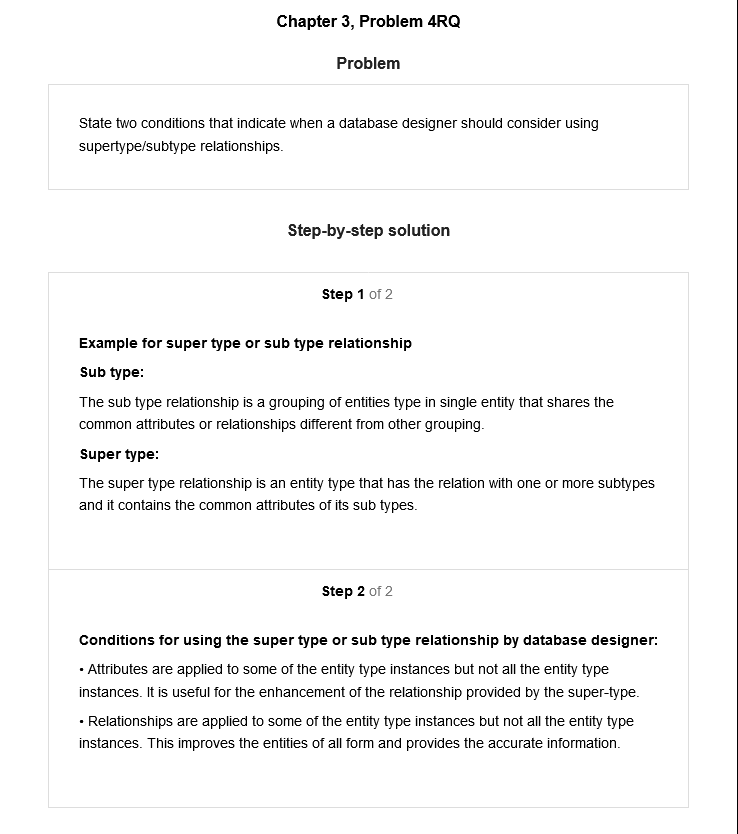 Chapter 3, Problem 4RQ
Problem
State two conditions that indicate when a database designer should consider using
supertype/subtype relationships.
Step-by-step solution
Step 1 of 2
Example for super type or sub type relationship
Sub type:
The sub type relationship is a grouping of entities type in single entity that shares the
common attributes or relationships different from other grouping.
Super type:
The super type relationship is an entity type that has the relation with one or more subtypes
and it contains the common attributes of its sub types.
Step 2 of 2
Conditions for using the super type or sub type relationship by database designer:
• Attributes are applied to some of the entity type instances but not all the entity type
instances. It is useful for the enhancement of the relationship provided by the super-type.
• Relationships are applied to some of the entity type instances but not all the entity type
instances. This improves the entities of all form and provides the accurate information.